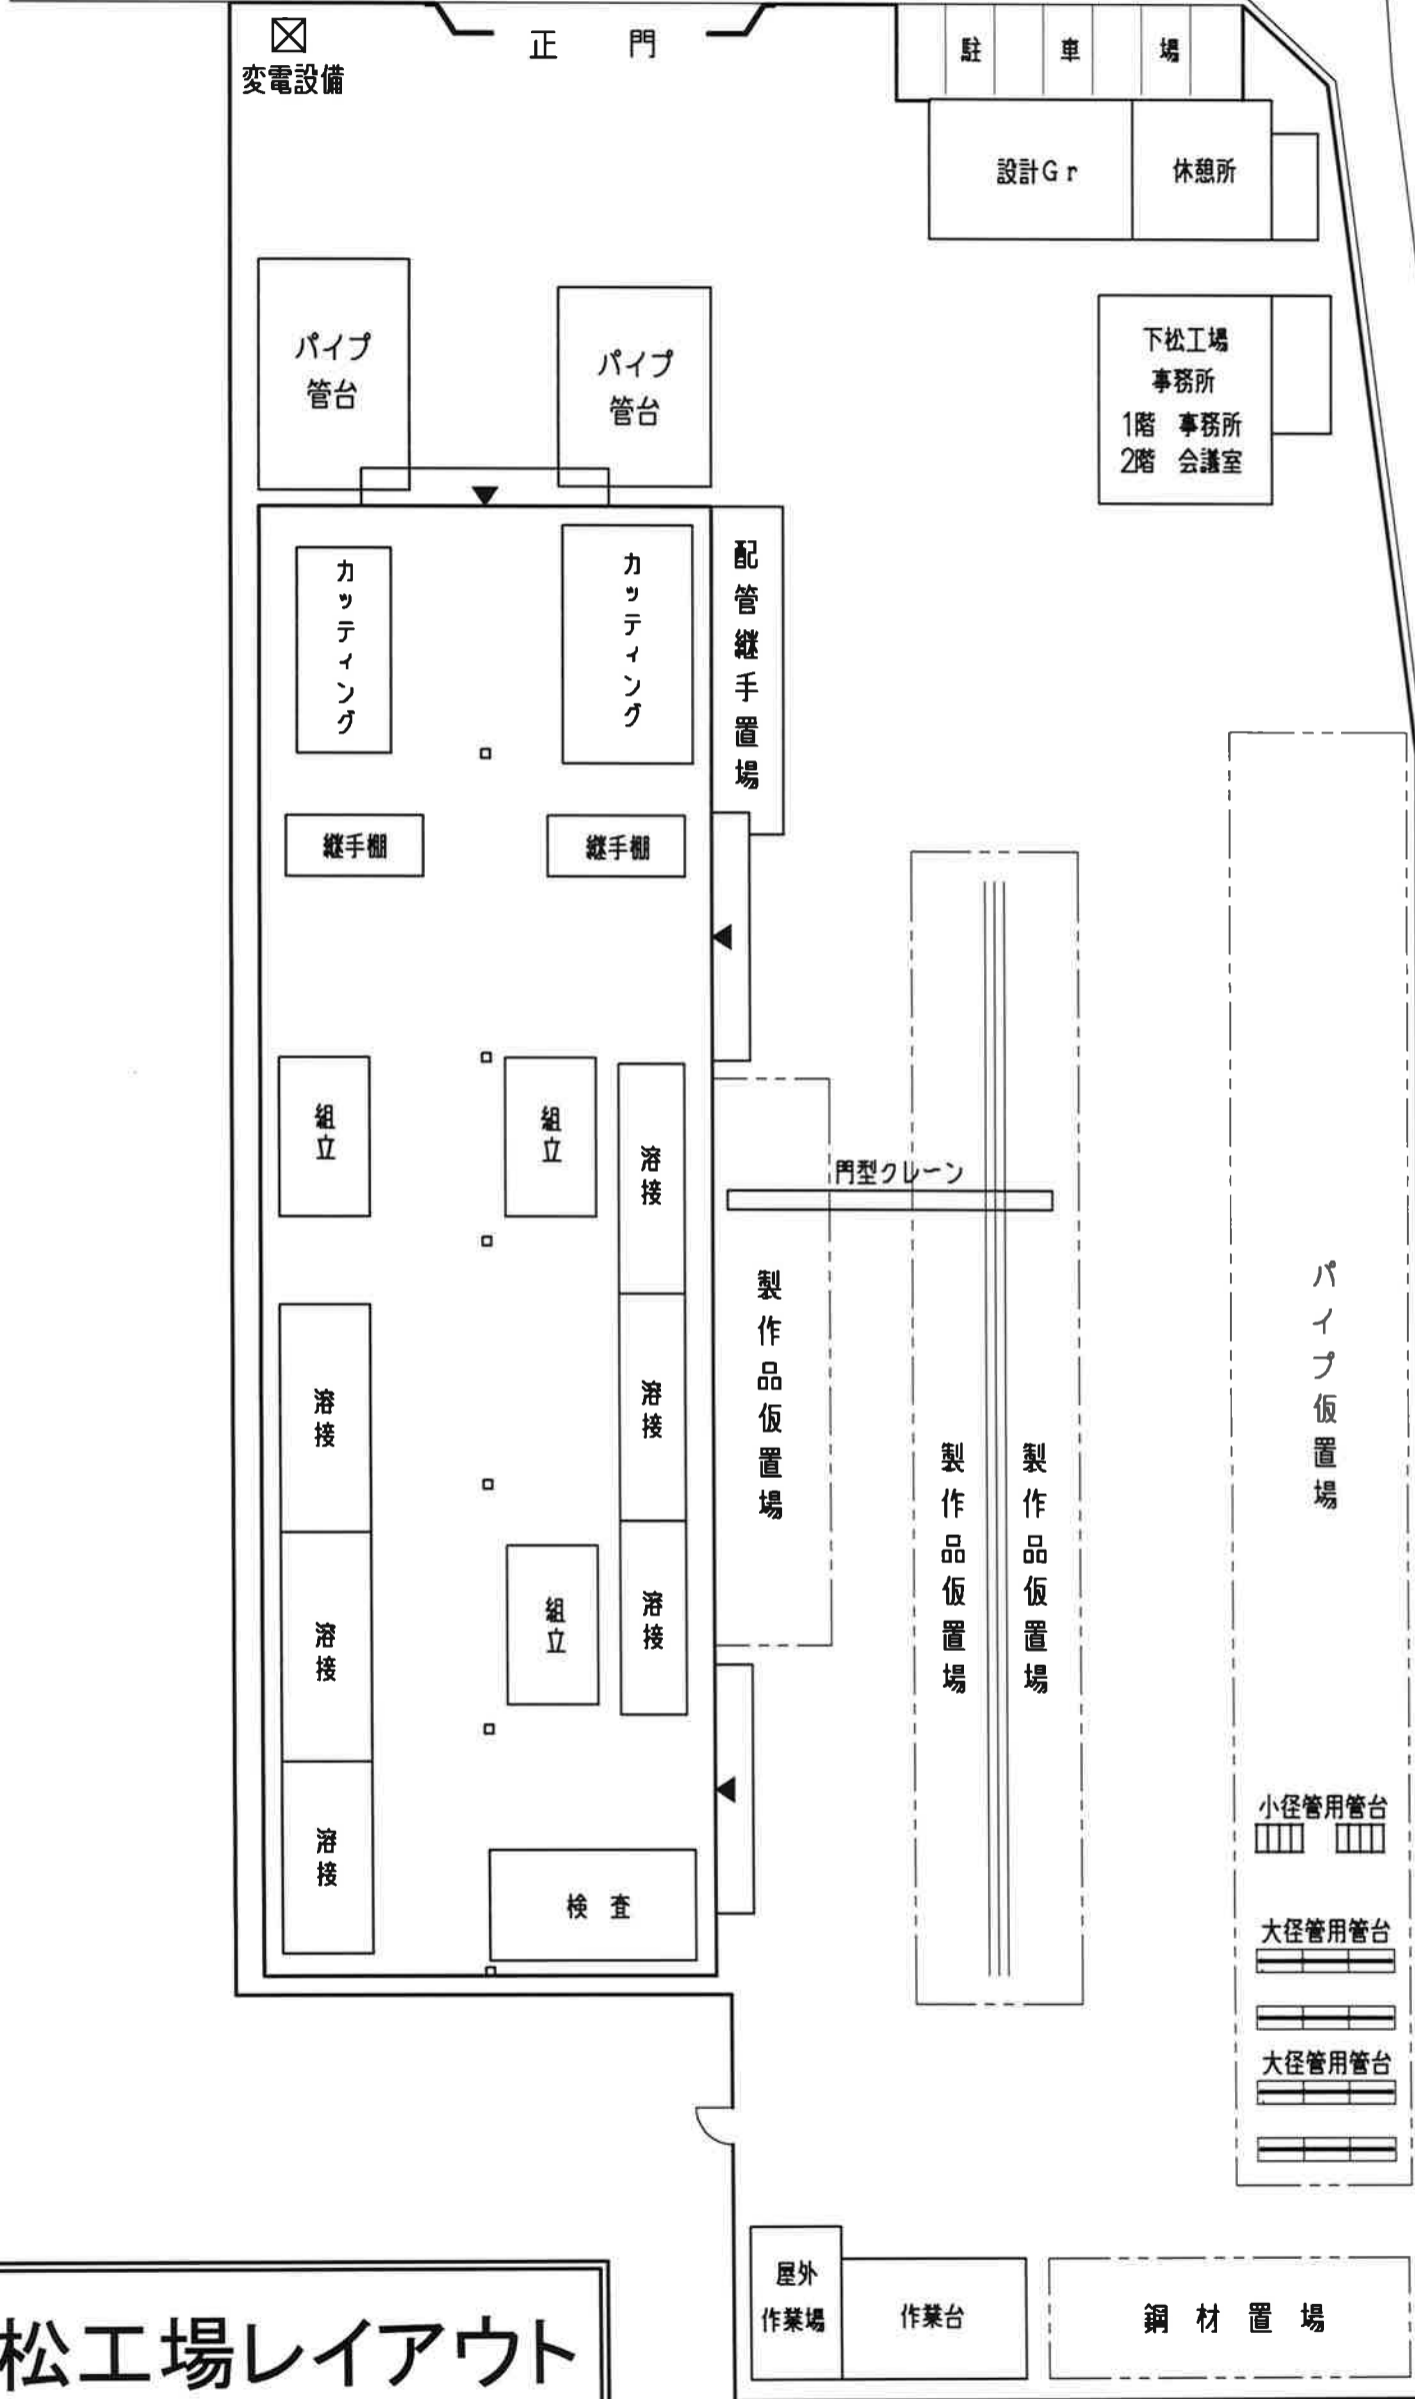 変電設備
正 門
駐 車 場
設計Gr
休憩所
パイプ
管台
パイプ
管台
下松工場
事務所
1階 事務所
2階 会議室
カッティング
カッティング
配管継手置場
継手棚
継手棚
組立
組立
溶接
門型クレーン
製作品仮置場
パイプ仮置場
溶接
溶接
製作品仮置場
製作品仮置場
溶接
組立
溶接
溶接
小径管用管台
検 査
大径管用管台
大径管用管台
屋外
作業場
作業台
鋼 材 置 場
松工場レイアウト